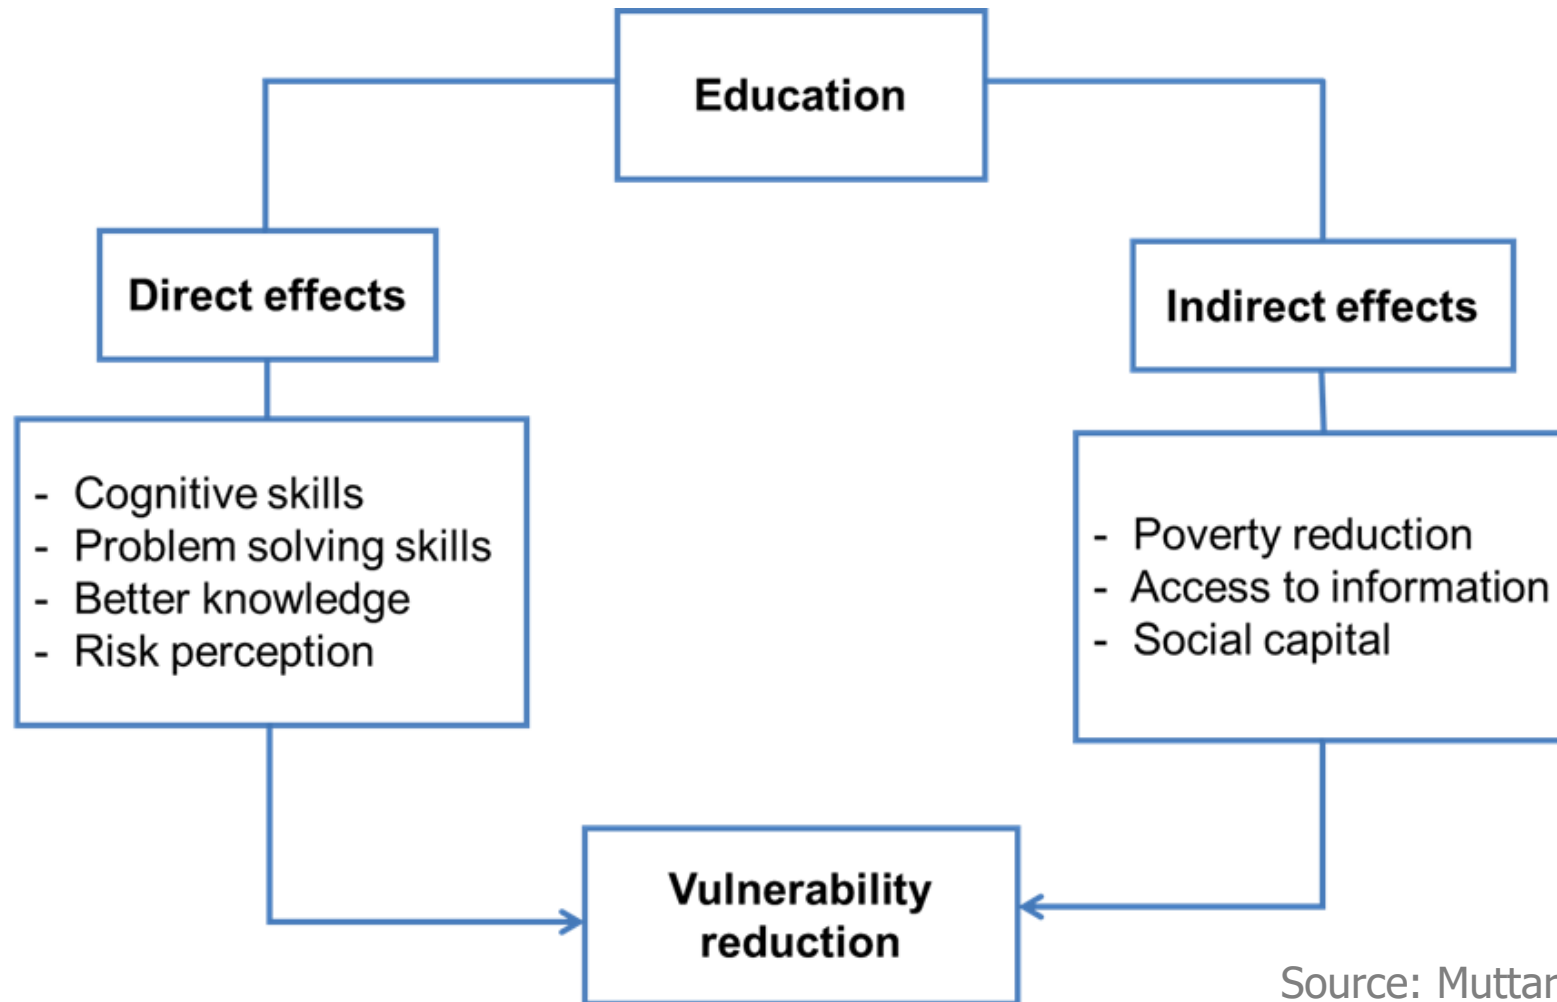 Education
Direct effects
Indirect effects
- Cognitive skills
- Problem solving skills
- Better knowledge
- Risk perception
- Poverty reduction
- Access to information
- Social capital
Vulnerability
reduction
Source: